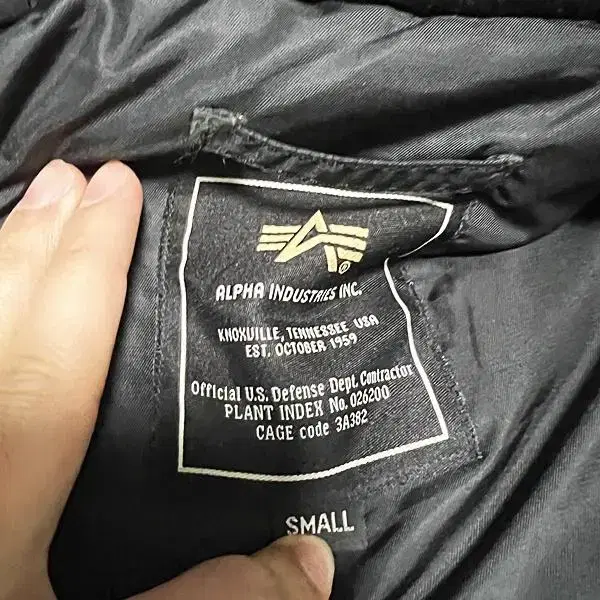 ALPHA INDUSTRIES INC.
KNOXVILLE, TENNESSEE USA
EST. OCTOBER 1959
Official U.S. Defense Dept. Contractor
PLANT INDEX No. 026200
CAGE code 3A382
SMALL